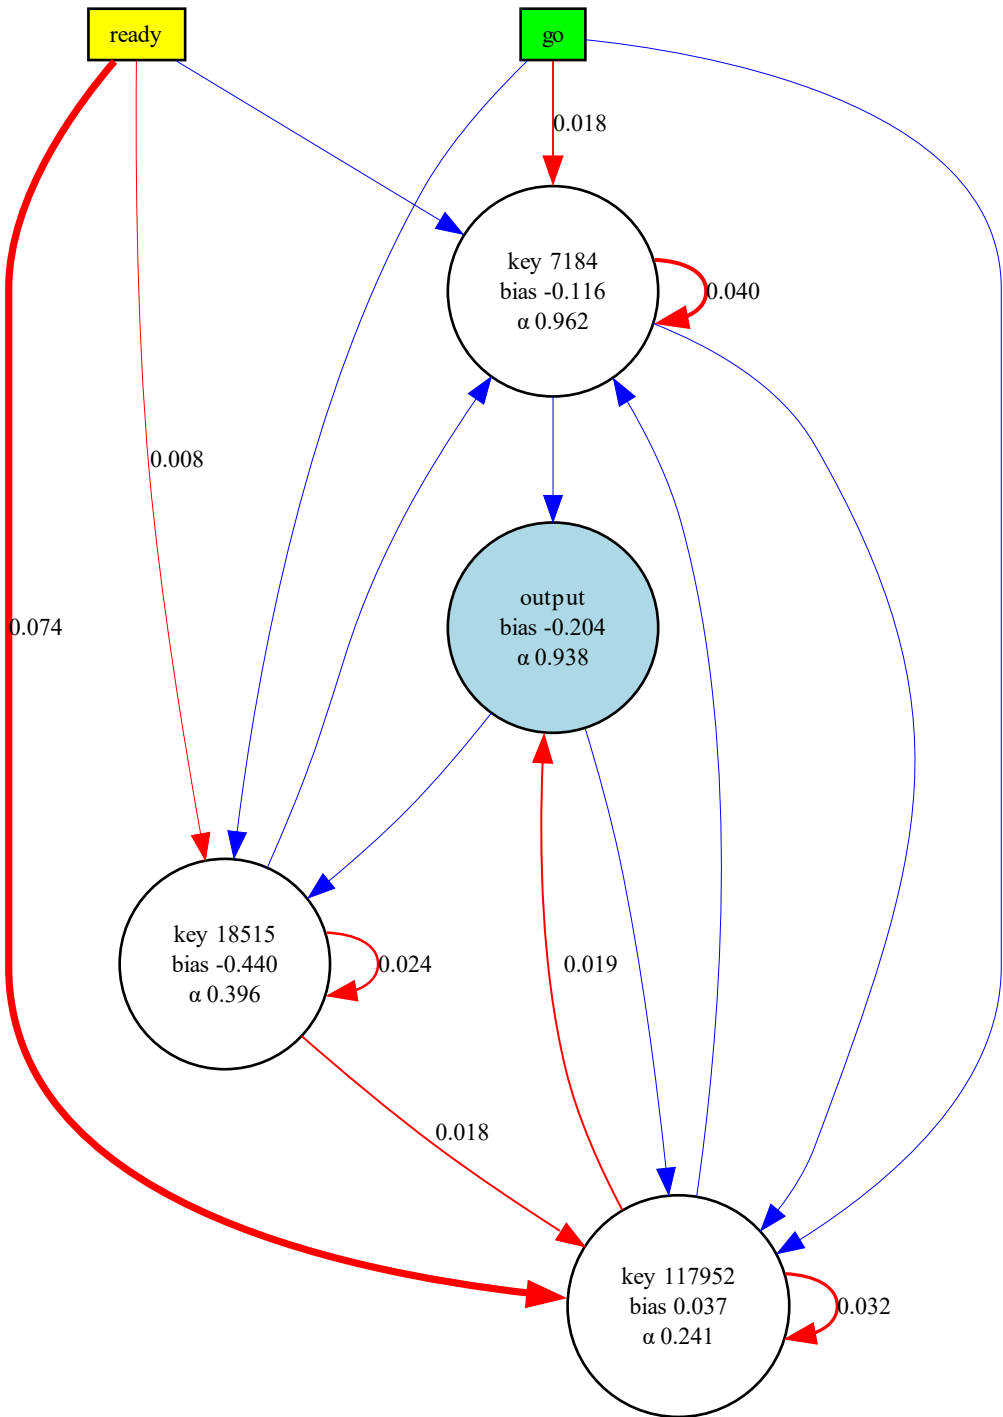 ready
go
0.018
key 7184
bias -0.116
α 0.962
0.040
0.008
output
bias -0.204
α 0.938
0.074
key 18515
bias -0.440
α 0.396
0.024
0.019
0.018
key 117952
bias 0.037
α 0.241
0.032